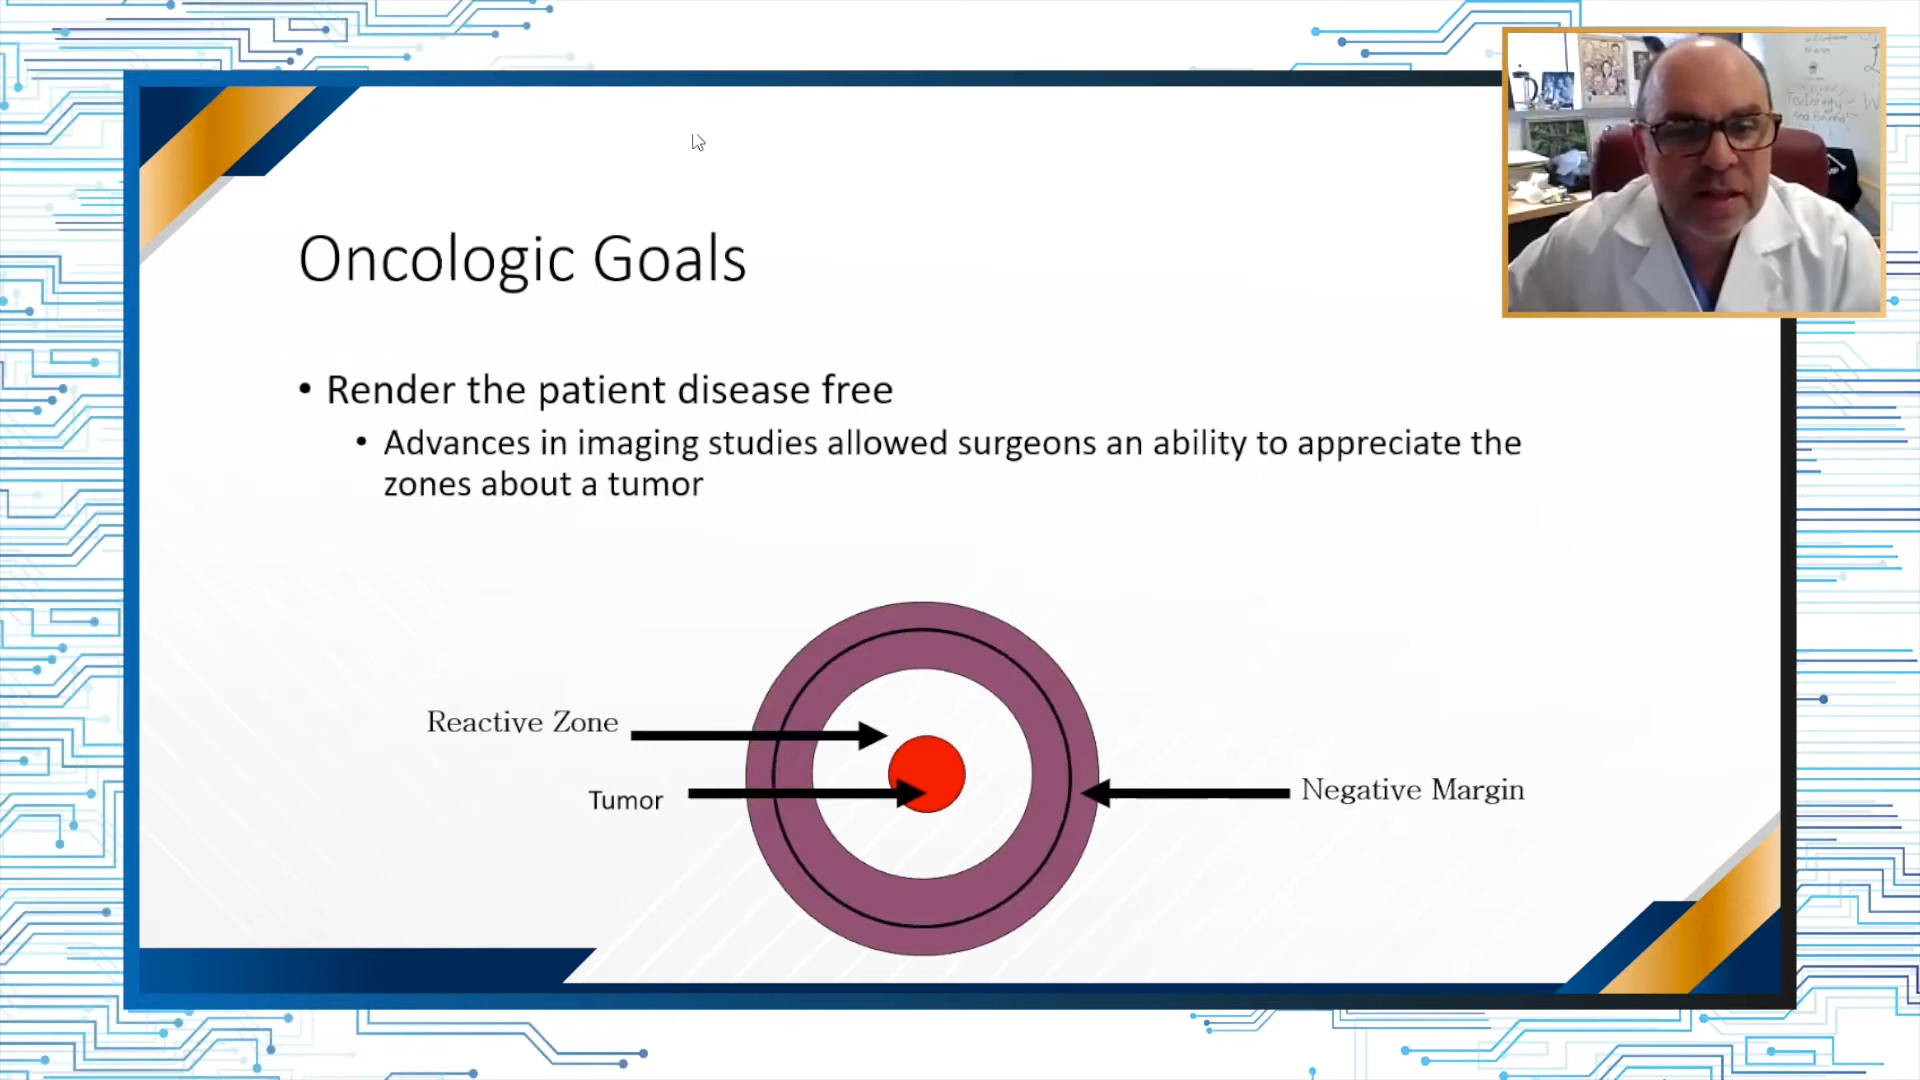 Oncologic Goals
• Render the patient disease free
• Advances in imaging studies allowed surgeons an ability to appreciate the
zones about a tumor
Reactive Zone
Tumor
Negative Margin